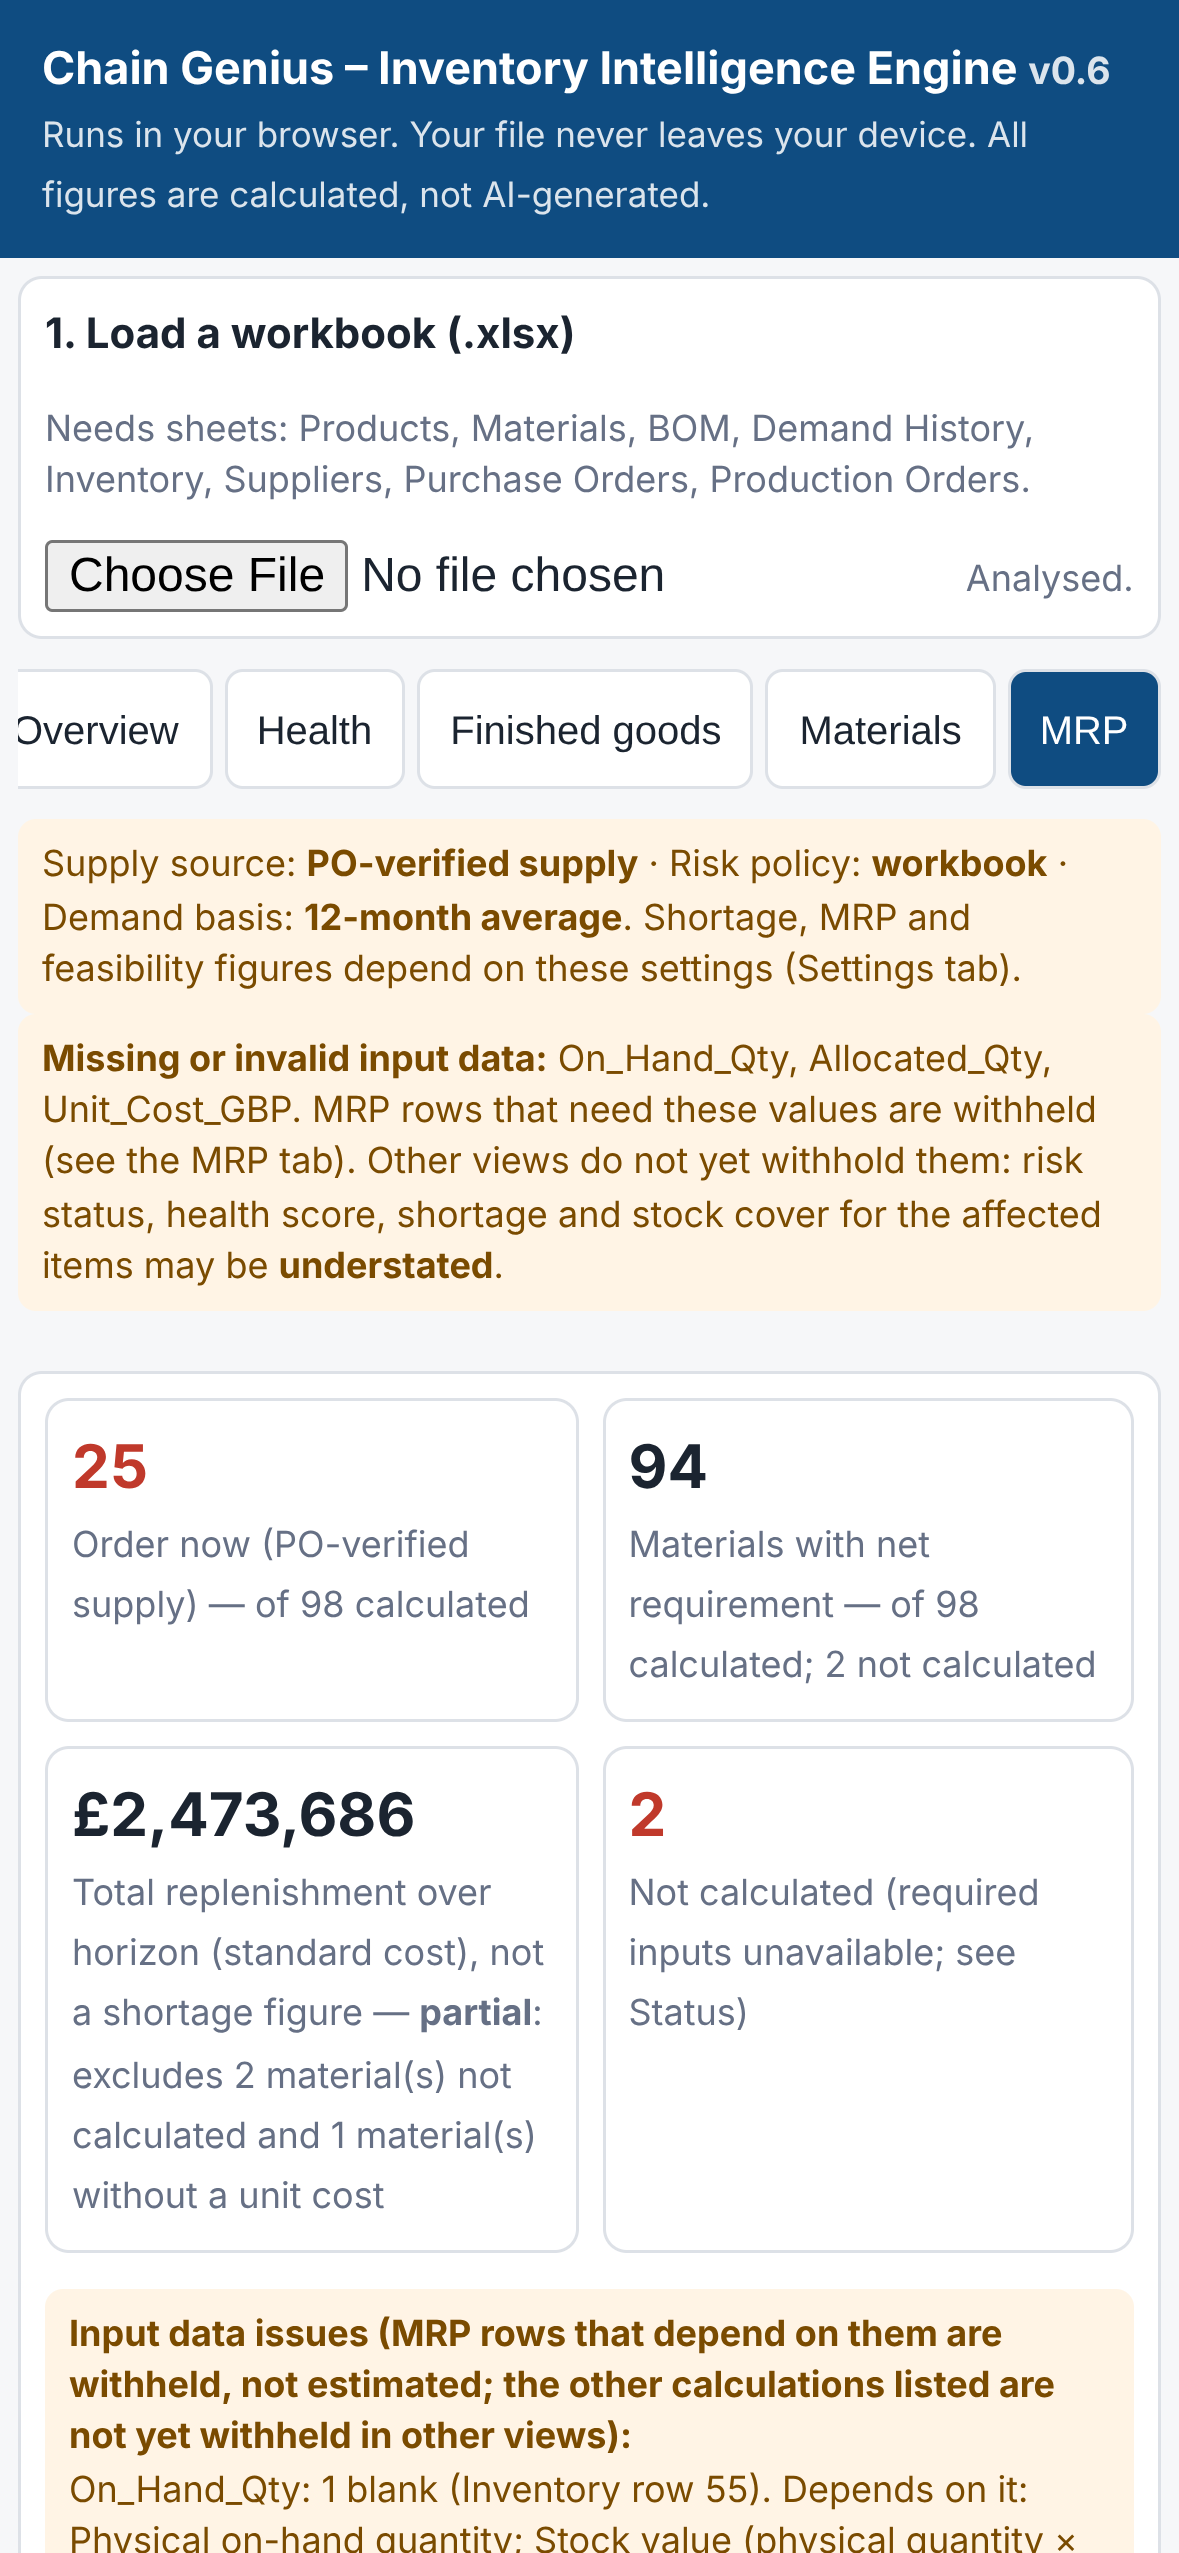 Chain Genius – Inventory Intelligence Engine v0.6
Runs in your browser. Your file never leaves your device. All
figures are calculated, not AI-generated.
1. Load a workbook (.xlsx)
Needs sheets: Products, Materials, BOM, Demand History,
Inventory, Suppliers, Purchase Orders, Production Orders.
Choose File No file chosen Analysed.
Overview Health Finished goods Materials MRP
Supply source: PO-verified supply · Risk policy: workbook ·
Demand basis: 12-month average. Shortage, MRP and
feasibility figures depend on these settings (Settings tab).
Missing or invalid input data: On_Hand_Qty, Allocated_Qty,
Unit_Cost_GBP. MRP rows that need these values are withheld
(see the MRP tab). Other views do not yet withhold them: risk
status, health score, shortage and stock cover for the affected
items may be understated.
25
Order now (PO-verified
supply) — of 98 calculated
94
Materials with net
requirement — of 98
calculated; 2 not calculated
£2,473,686
Total replenishment over
horizon (standard cost), not
a shortage figure — partial:
excludes 2 material(s) not
calculated and 1 material(s)
without a unit cost
2
Not calculated (required
inputs unavailable; see
Status)
Input data issues (MRP rows that depend on them are
withheld, not estimated; the other calculations listed are
not yet withheld in other views):
On_Hand_Qty: 1 blank (Inventory row 55). Depends on it:
Physical on-hand quantity; Stock value (physical quantity ×